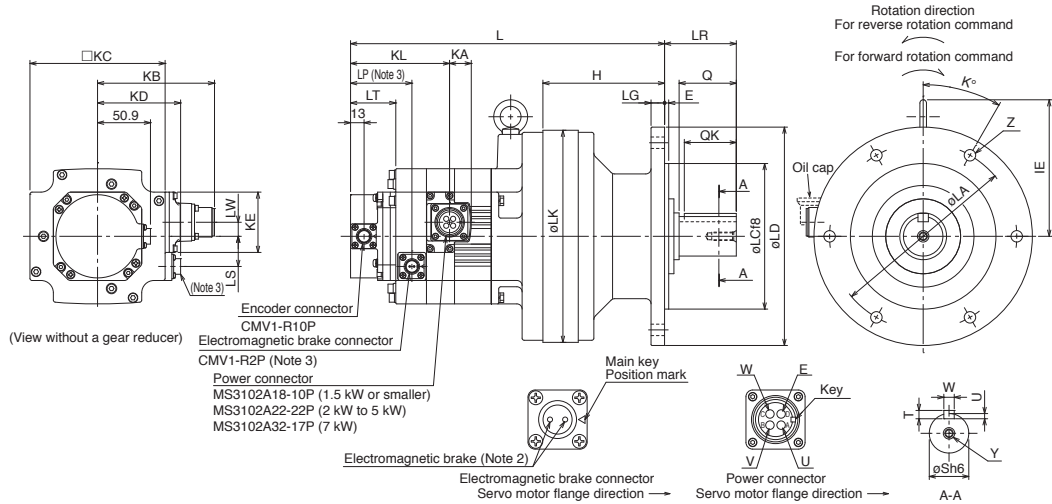 Rotation direction
For reverse rotation command
For forward rotation command
□KC
KB
KD
50.9
LW
KE
LS
(Note 3)
(View without a gear reducer)
L
LR
KL
KA
LP (Note 3)
H
Q
LT
LG
E
13
QK
A
A
øLK
øLCf8
øLD
K°
Z
Oil cap
øLA
IE
Encoder connector
CMV1-R10P
Electromagnetic brake connector
CMV1-R2P (Note 3)
Power connector
MS3102A18-10P (1.5 kW or smaller)
MS3102A22-22P (2 kW to 5 kW)
MS3102A32-17P (7 kW)
Main key
Position mark
Electromagnetic brake (Note 2)
Electromagnetic brake connector
Servo motor flange direction →
W
E
Key
V
U
Power connector
Servo motor flange direction →
W
U
T
Y
øSh6
A-A